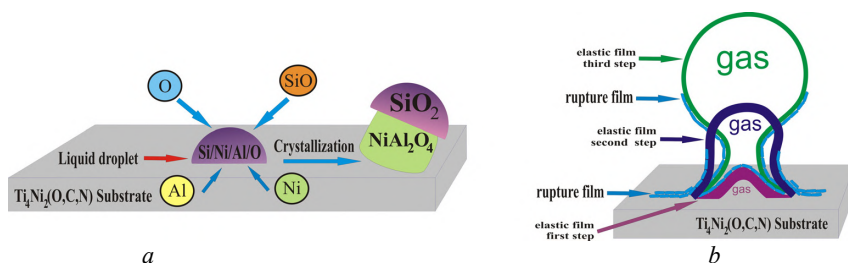 O
SiO
Liquid droplet
Si/Ni/Al/O
Crystallization
SiO₂
NiAl₂O₄
Al
Ni
Ti₄Ni₂(O,C,N) Substrate
a
elastic film
third step
gas
rupture film
elastic film
second step
gas
rupture film
gas
elastic film
first step
Ti₄Ni₂(O,C,N) Substrate
b